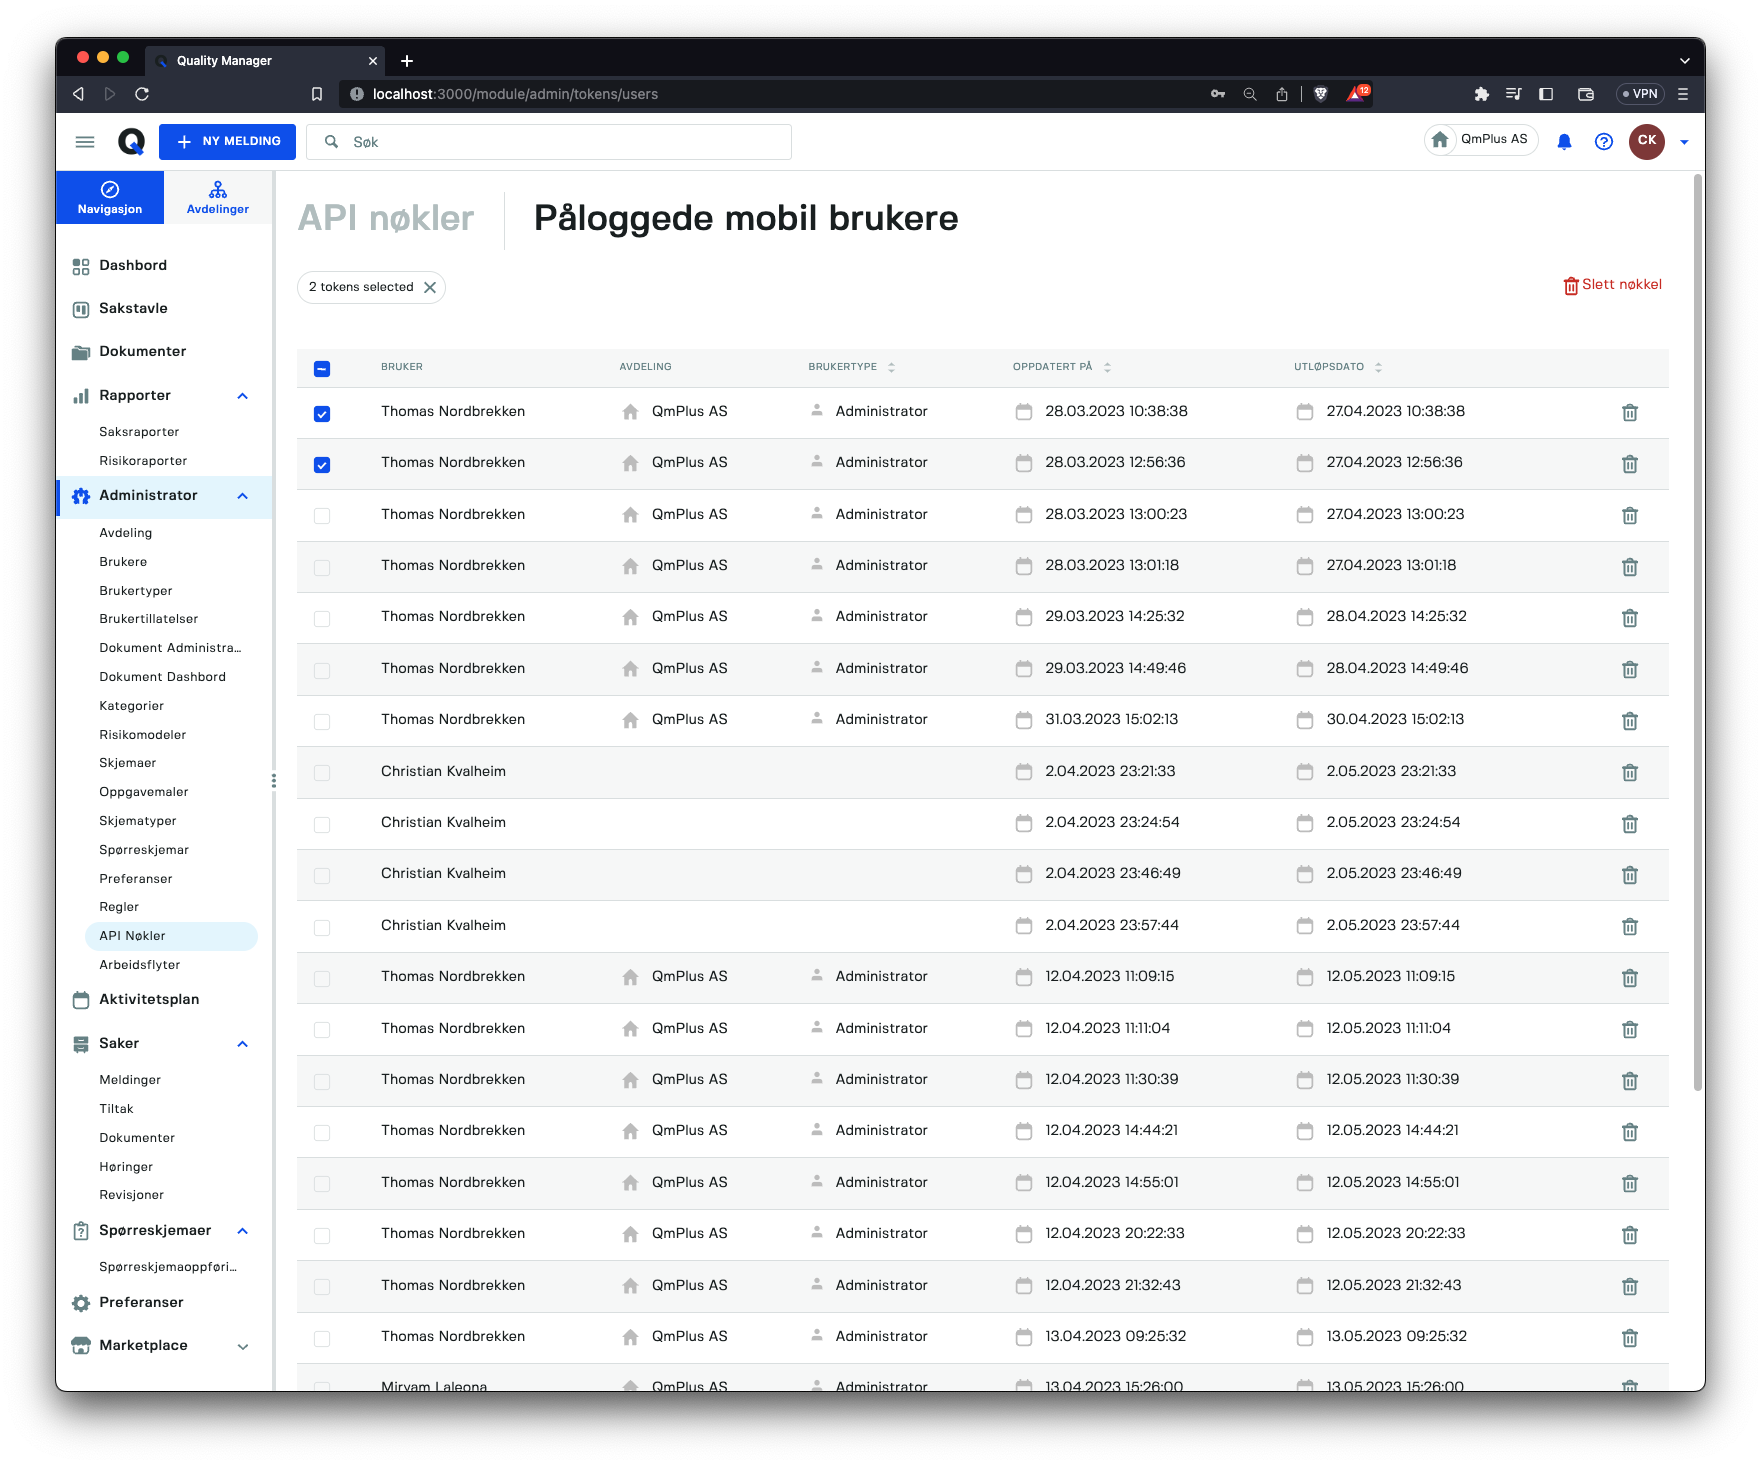 Quality Manager
localhost:3000/module/admin/tokens/users
12
VPN
NY MELDING
Søk
QmPlus AS
CK
Navigasjon
Avdelinger
Dashbord
Sakstavle
Dokumenter
Rapporter
Saksraporter
Risikoraporter
Administrator
Avdeling
Brukere
Brukertyper
Brukertillatelser
Dokument Administra...
Dokument Dashbord
Kategorier
Risikomodeler
Skjemaer
Oppgavemaler
Skjematyper
Spørreskjemar
Preferanser
Regler
API Nøkler
Arbeidsflyter
Aktivitetsplan
Saker
Meldinger
Tiltak
Dokumenter
Høringer
Revisjoner
Spørreskjemaer
Spørreskjemaoppføri...
Preferanser
Marketplace
API nøkler Påloggede mobil brukere
2 tokens selected
Slett nøkkel
BRUKER AVDELING BRUKERTYPE OPPDATERT PÅ UTLØPSDATO
Thomas Nordbrekken QmPlus AS Administrator 28.03.2023 10:38:38 27.04.2023 10:38:38
Thomas Nordbrekken QmPlus AS Administrator 28.03.2023 12:56:36 27.04.2023 12:56:36
Thomas Nordbrekken QmPlus AS Administrator 28.03.2023 13:00:23 27.04.2023 13:00:23
Thomas Nordbrekken QmPlus AS Administrator 28.03.2023 13:01:18 27.04.2023 13:01:18
Thomas Nordbrekken QmPlus AS Administrator 29.03.2023 14:25:32 28.04.2023 14:25:32
Thomas Nordbrekken QmPlus AS Administrator 29.03.2023 14:49:46 28.04.2023 14:49:46
Thomas Nordbrekken QmPlus AS Administrator 31.03.2023 15:02:13 30.04.2023 15:02:13
Christian Kvalheim 2.04.2023 23:21:33 2.05.2023 23:21:33
Christian Kvalheim 2.04.2023 23:24:54 2.05.2023 23:24:54
Christian Kvalheim 2.04.2023 23:46:49 2.05.2023 23:46:49
Christian Kvalheim 2.04.2023 23:57:44 2.05.2023 23:57:44
Thomas Nordbrekken QmPlus AS Administrator 12.04.2023 11:09:15 12.05.2023 11:09:15
Thomas Nordbrekken QmPlus AS Administrator 12.04.2023 11:11:04 12.05.2023 11:11:04
Thomas Nordbrekken QmPlus AS Administrator 12.04.2023 11:30:39 12.05.2023 11:30:39
Thomas Nordbrekken QmPlus AS Administrator 12.04.2023 14:44:21 12.05.2023 14:44:21
Thomas Nordbrekken QmPlus AS Administrator 12.04.2023 14:55:01 12.05.2023 14:55:01
Thomas Nordbrekken QmPlus AS Administrator 12.04.2023 20:22:33 12.05.2023 20:22:33
Thomas Nordbrekken QmPlus AS Administrator 12.04.2023 21:32:43 12.05.2023 21:32:43
Thomas Nordbrekken QmPlus AS Administrator 13.04.2023 09:25:32 13.05.2023 09:25:32
Miryam Laleona QmPlus AS Administrator 13.04.2023 15:26:00 13.05.2023 15:26:00